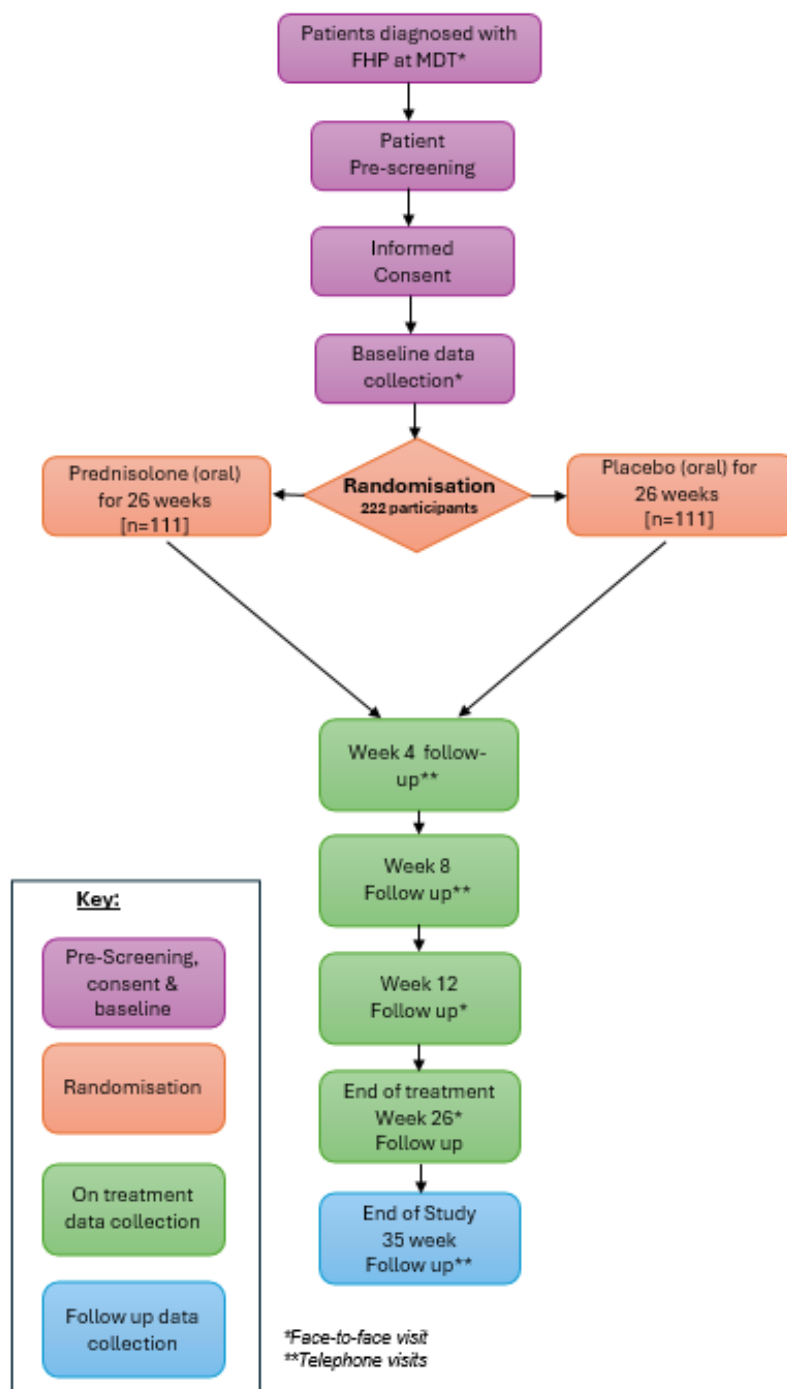 Patients diagnosed with
FHP at MDT*
Patient
Pre-screening
Informed
Consent
Baseline data
collection*
Prednisolone (oral)
for 26 weeks
[n=111]
Randomisation
222 participants
Placebo (oral) for
26 weeks
[n=111]
Week 4 follow-
up**
Week 8
Follow up**
Week 12
Follow up*
End of treatment
Week 26*
Follow up
End of Study
35 week
Follow up**
Key:
Pre-Screening,
consent &
baseline
Randomisation
On treatment
data collection
Follow up data
collection
*Face-to-face visit
**Telephone visits